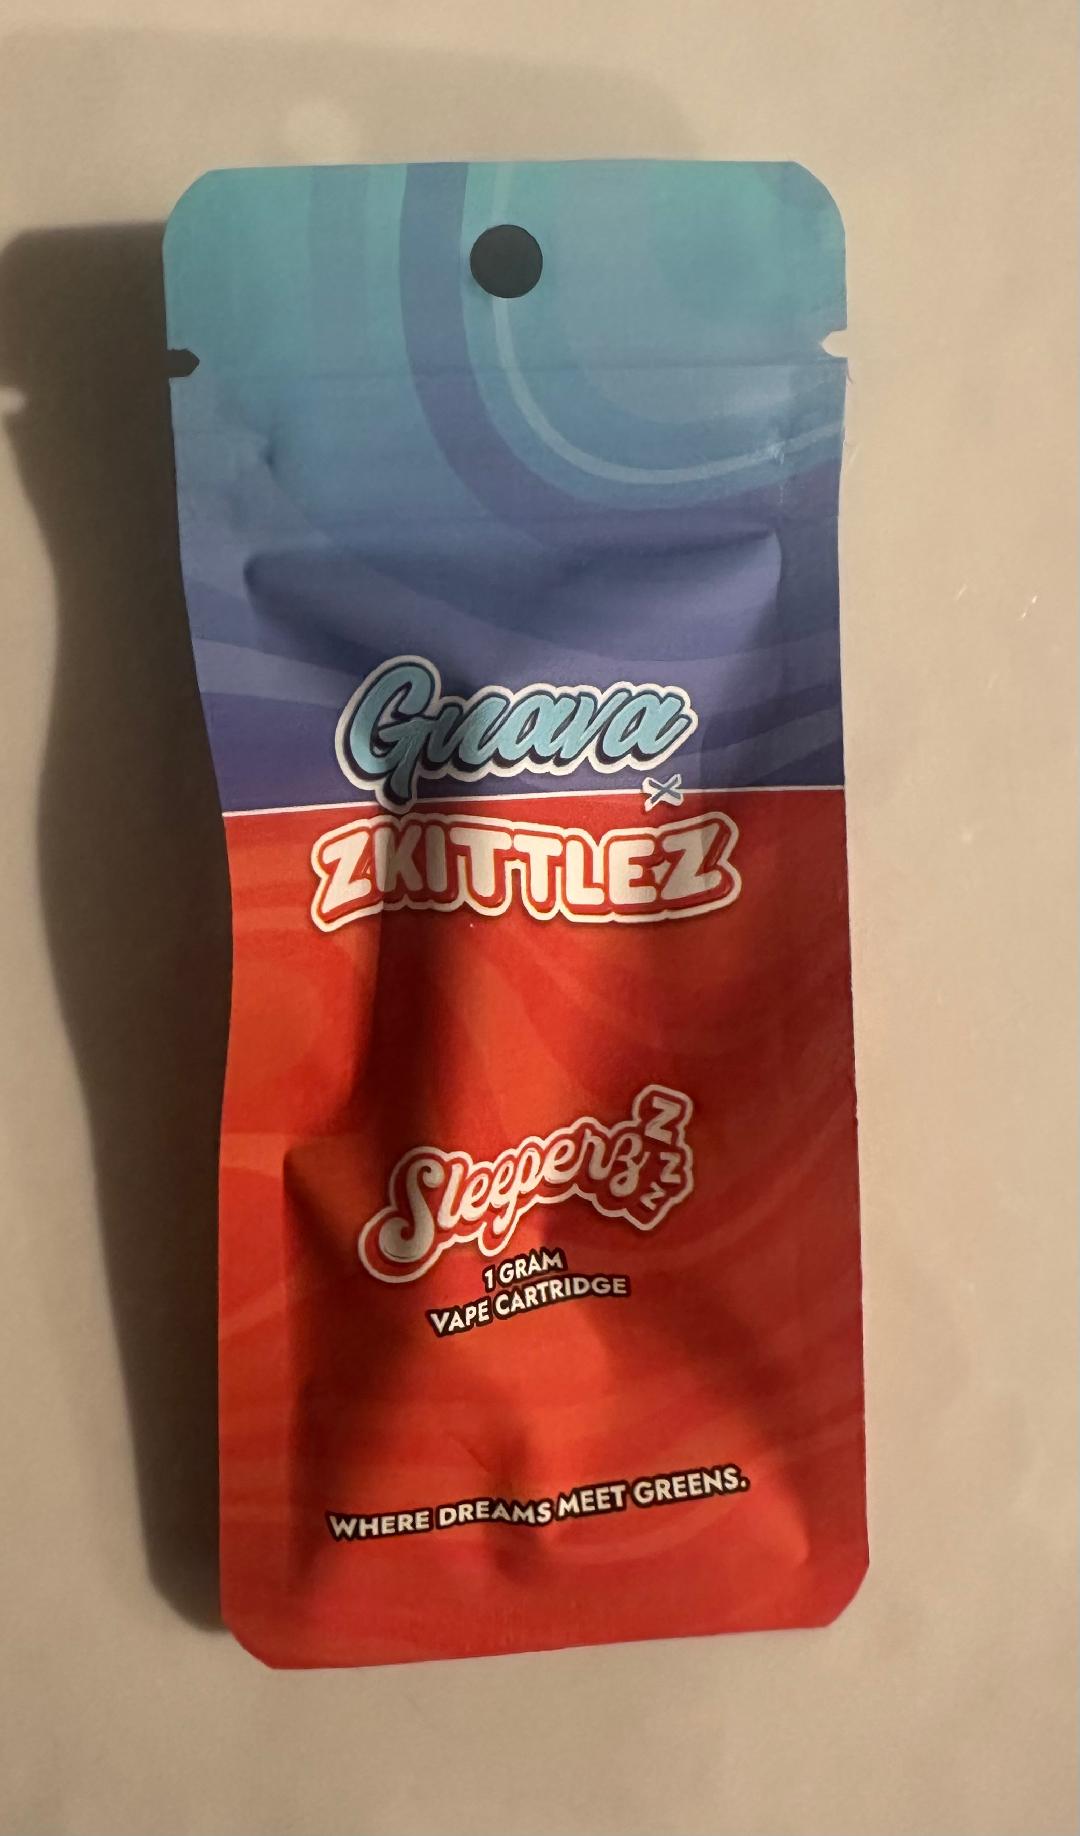 Guava
x
ZKITTLEZ
Sleeperz
ZZZ
1 GRAM
VAPE CARTRIDGE
WHERE DREAMS MEET GREENS.